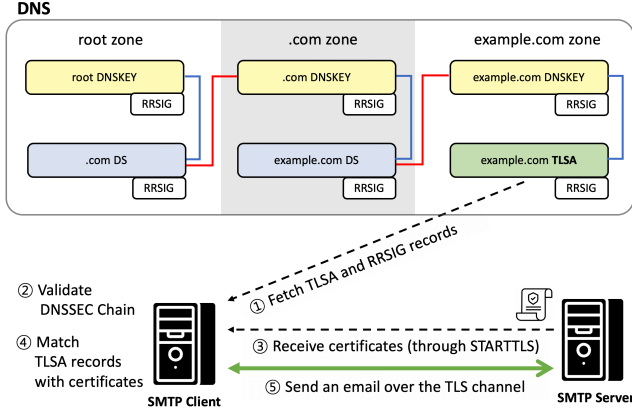 DNS
root zone
.com zone
example.com zone
root DNSKEY
.com DNSKEY
example.com DNSKEY
RRSIG
RRSIG
RRSIG
.com DS
example.com DS
example.com TLSA
RRSIG
RRSIG
RRSIG
① Fetch TLSA and RRSIG records
② Validate
DNSSEC Chain
④ Match
TLSA records
with certificates
③ Receive certificates (through STARTTLS)
⑤ Send an email over the TLS channel
SMTP Client
SMTP Server